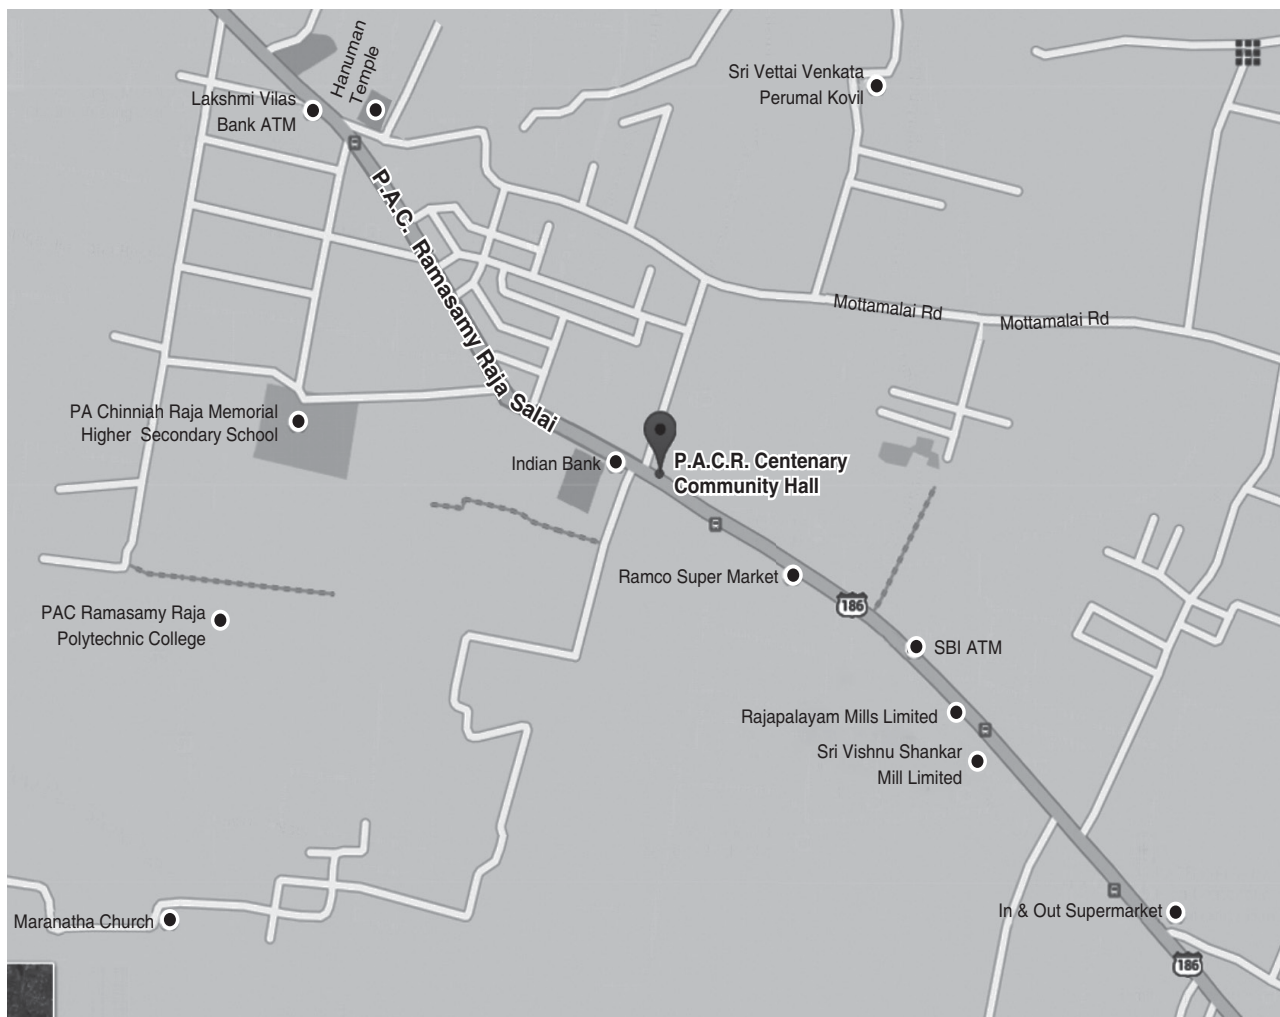 Hanuman
Temple
Sri Vettai Venkata
Perumal Kovil
Lakshmi Vilas
Bank ATM
P.A.C. Ramasamy Raja Salai
Mottamalai Rd
Mottamalai Rd
PA Chinniah Raja Memorial
Higher Secondary School
Indian Bank
P.A.C.R. Centenary
Community Hall
Ramco Super Market
186
PAC Ramasamy Raja
Polytechnic College
SBI ATM
Rajapalayam Mills Limited
Sri Vishnu Shankar
Mill Limited
In & Out Supermarket
Maranatha Church
186